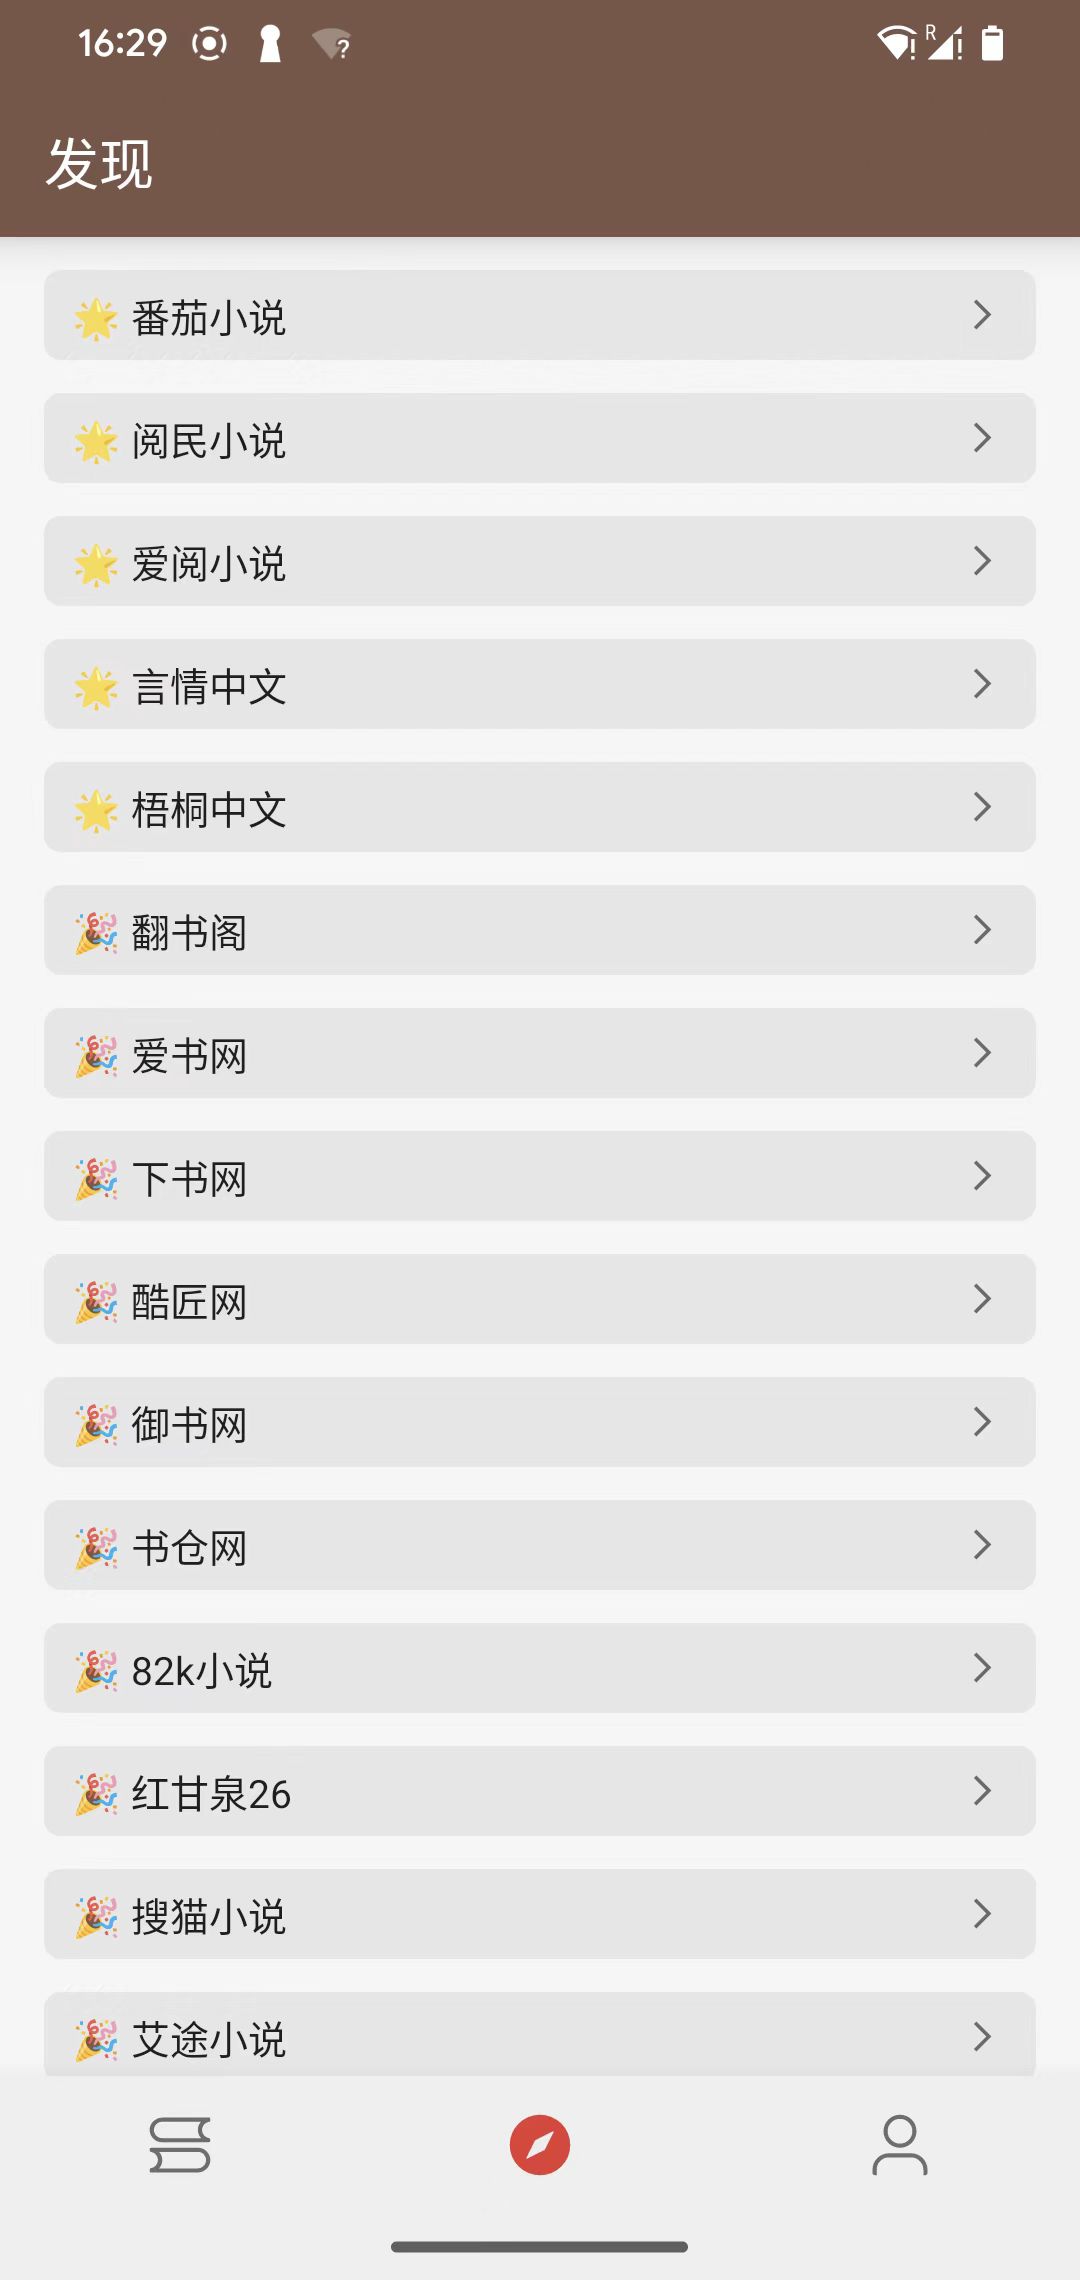 16:29
R
发现
🌟 番茄小说
🌟 阅民小说
🌟 爱阅小说
🌟 言情中文
🌟 梧桐中文
🎉 翻书阁
🎉 爱书网
🎉 下书网
🎉 酷匠网
🎉 御书网
🎉 书仓网
🎉 82k小说
🎉 红甘泉26
🎉 搜猫小说
🎉 艾途小说